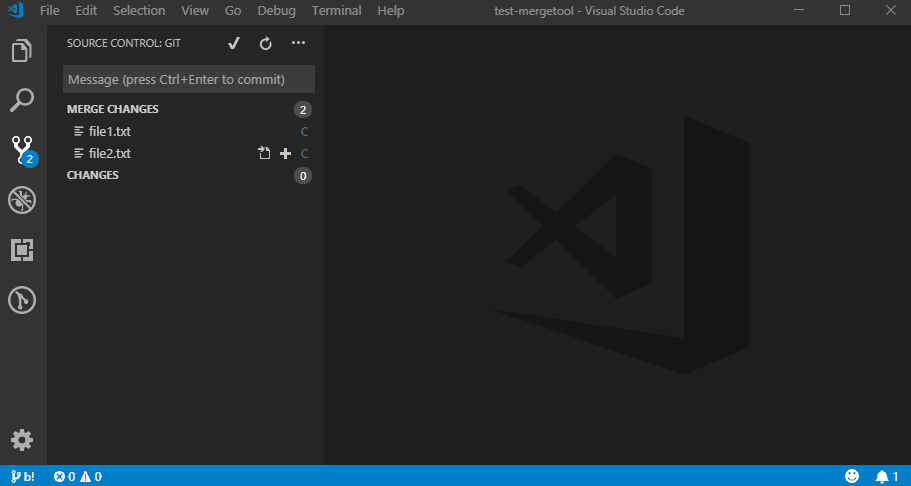 File Edit Selection View Go Debug Terminal Help test-mergetool - Visual Studio Code
SOURCE CONTROL: GIT
Message (press Ctrl+Enter to commit)
MERGE CHANGES 2
file1.txt C
2 file2.txt C
CHANGES 0
b! 0 0 1